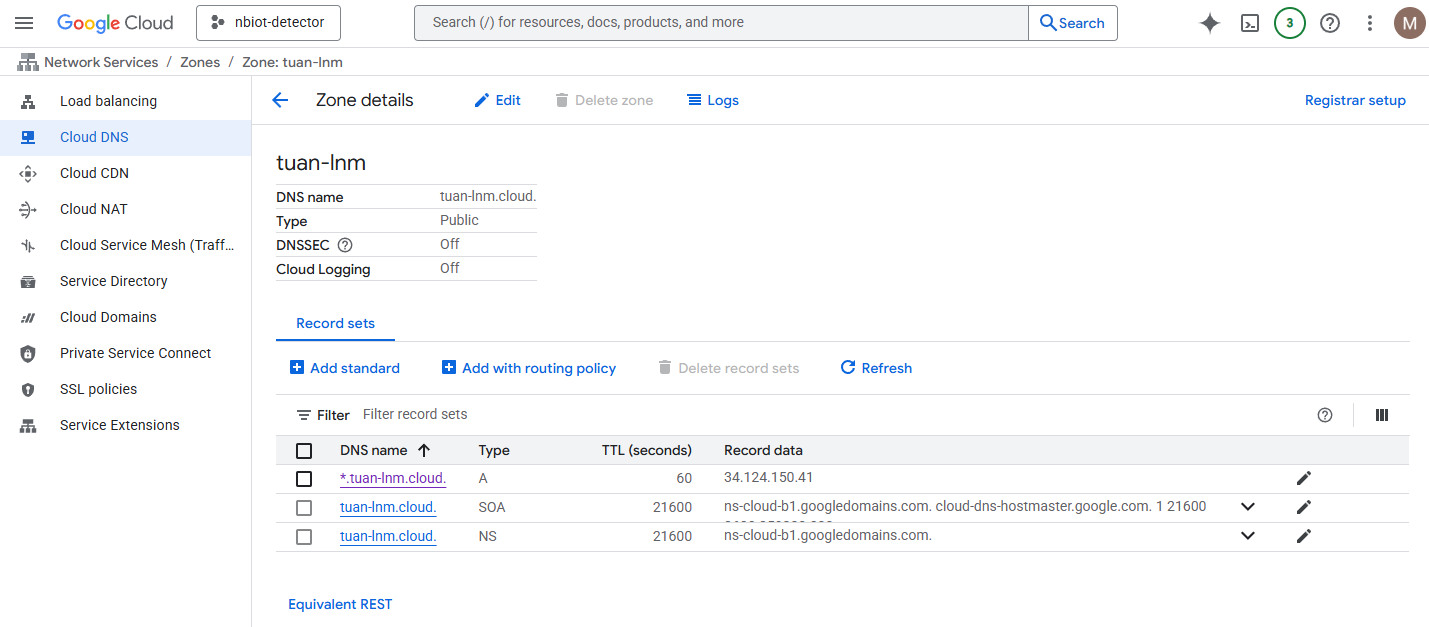 Google Cloud nbiot-detector Search (/) for resources, docs, products, and more Search 3 M
Network Services / Zones / Zone: tuan-lnm
Load balancing
Cloud DNS
Cloud CDN
Cloud NAT
Cloud Service Mesh (Traff...
Service Directory
Cloud Domains
Private Service Connect
SSL policies
Service Extensions
Zone details Edit Delete zone Logs Registrar setup
tuan-lnm
DNS name tuan-lnm.cloud.
Type Public
DNSSEC Off
Cloud Logging Off
Record sets
Add standard Add with routing policy Delete record sets Refresh
Filter Filter record sets
DNS name Type TTL (seconds) Record data
*.tuan-lnm.cloud. A 60 34.124.150.41
tuan-lnm.cloud. SOA 21600 ns-cloud-b1.googledomains.com. cloud-dns-hostmaster.google.com. 1 21600
tuan-lnm.cloud. NS 21600 ns-cloud-b1.googledomains.com.
Equivalent REST